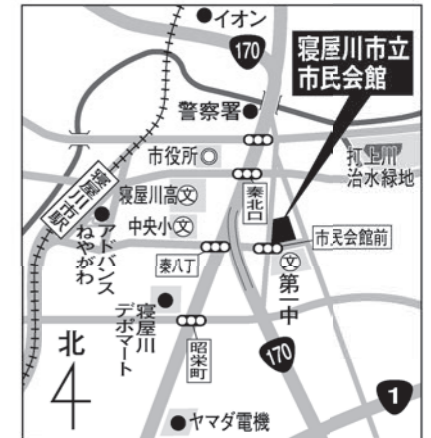 イオン
170
寝屋川市立
市民会館
警察署
市役所
打上川
治水緑地
寝屋川市駅
秦北口
寝屋川高
文
アドバンス
ねやがわ
中央小
文
市民会館前
秦八丁
文
第一中
寝屋川
デポマート
昭栄町
北
170
1
ヤマダ電機